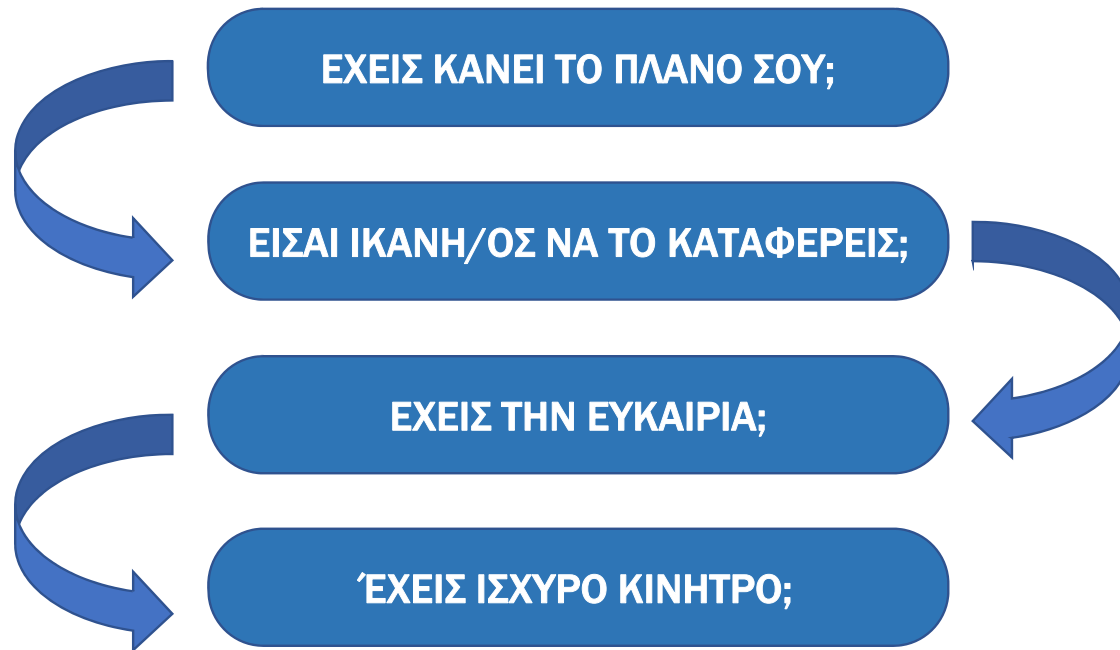 ΕΧΕΙΣ ΚΑΝΕΙ ΤΟ ΠΛΑΝΟ ΣΟΥ;
ΕΙΣΑΙ ΙΚΑΝΗ/ΟΣ ΝΑ ΤΟ ΚΑΤΑΦΕΡΕΙΣ;
ΕΧΕΙΣ ΤΗΝ ΕΥΚΑΙΡΙΑ;
ΈΧΕΙΣ ΙΣΧΥΡΟ ΚΙΝΗΤΡΟ;